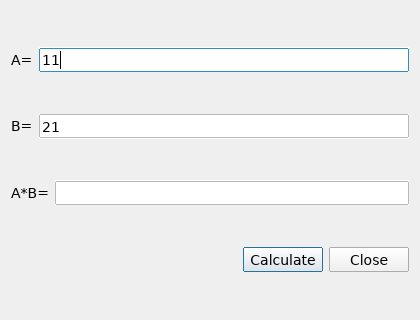 A= 11
B= 21
A*B=
Calculate Close